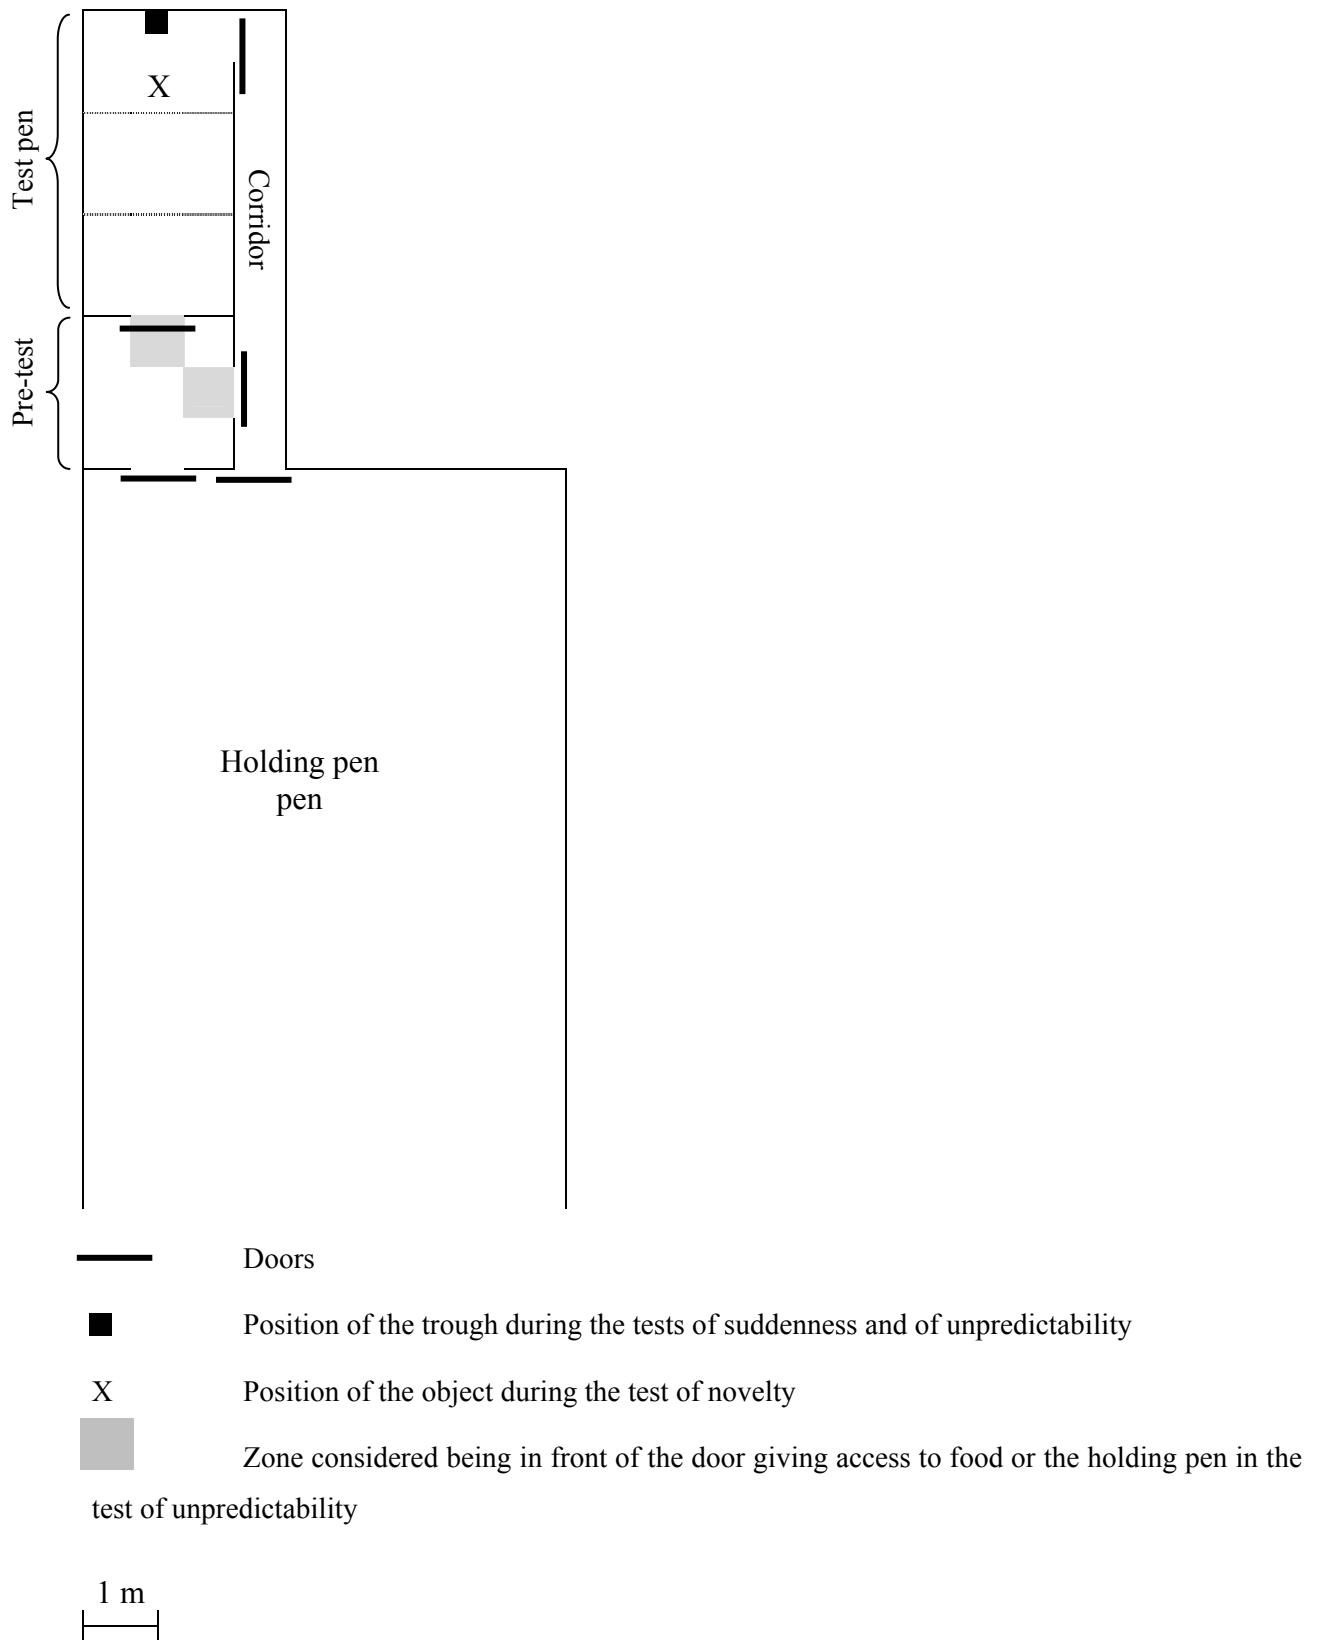 Test pen
X
Corridor
Pre-test
Holding pen
pen
Doors
Position of the trough during the tests of suddenness and of unpredictability
X
Position of the object during the test of novelty
Zone considered being in front of the door giving access to food or the holding pen in the
test of unpredictability
1 m